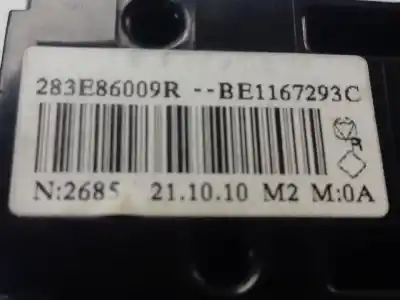 283E86009R --BE1167293C
R
N:2685 21.10.10 M2 M:0A